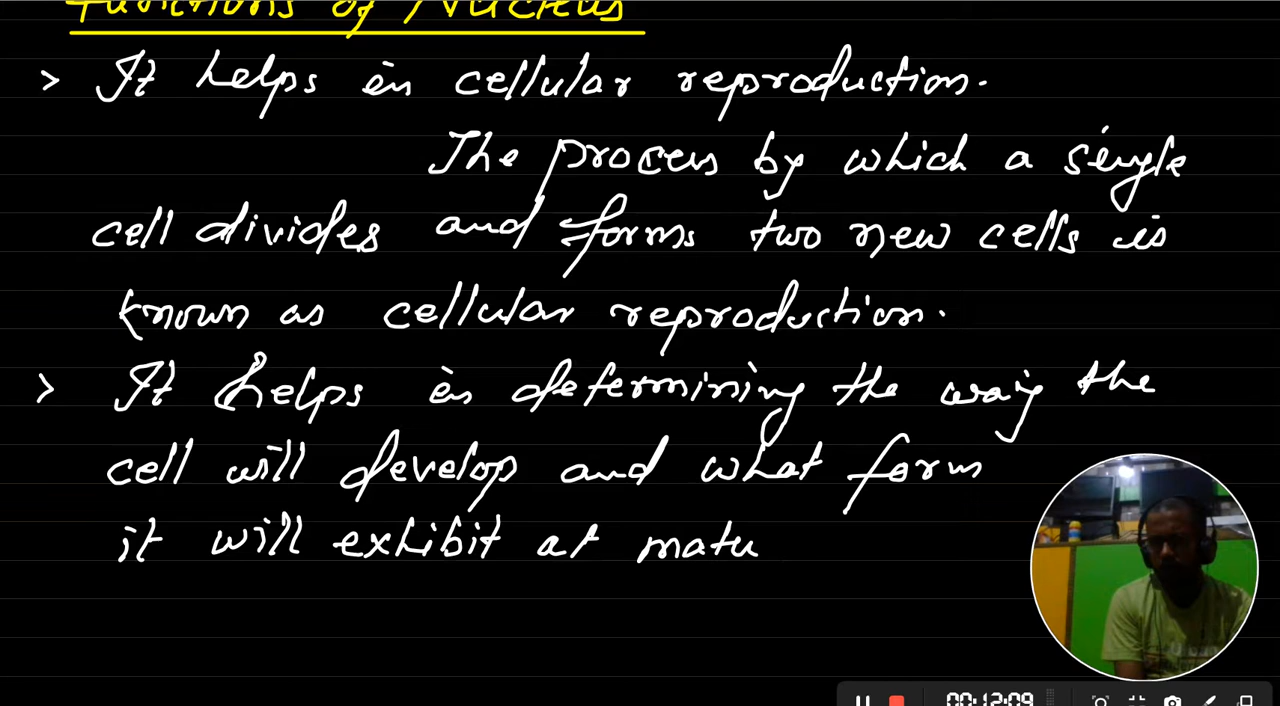 Functions of Nucleus
> It helps in cellular reproduction.
The process by which a single
cell divides and forms two new cells is
known as cellular reproduction.
> It helps in determining the way the
cell will develop and what form
it will exhibit at matu
00:12:09